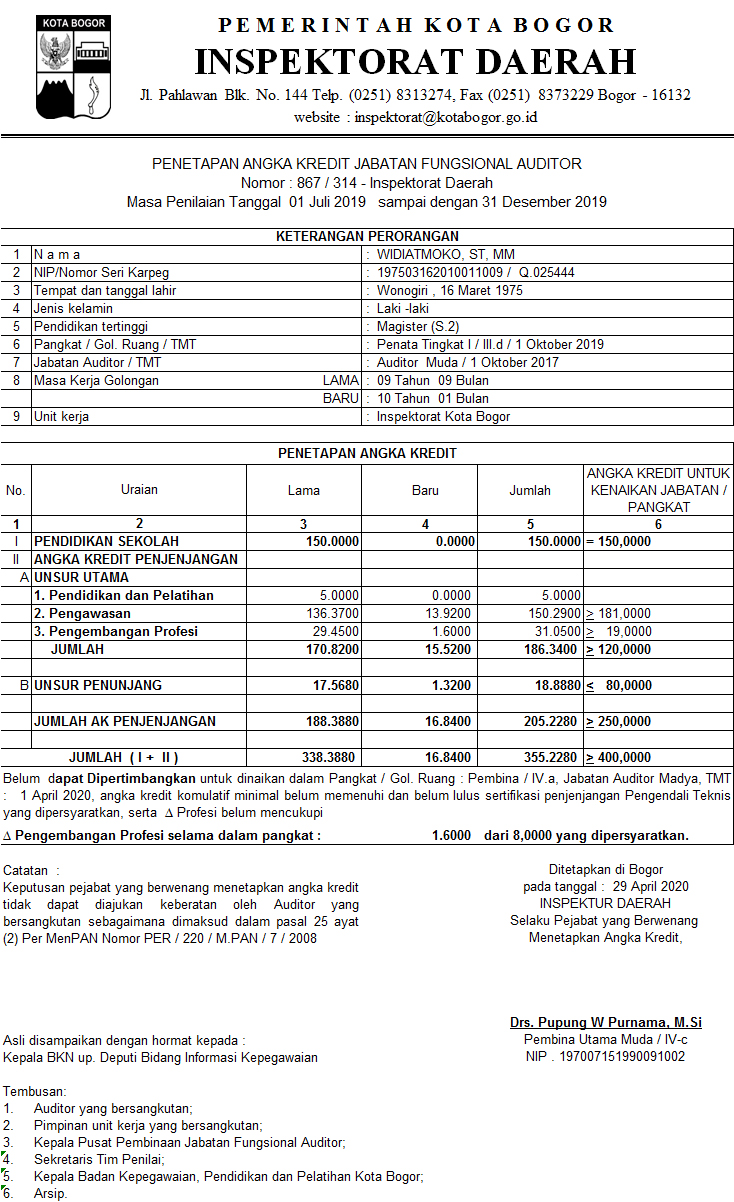 KOTA BOGOR
PEMERINTAH KOTA BOGOR
INSPEKTORAT DAERAH
Jl. Pahlawan Blk. No. 144 Telp. (0251) 8313274, Fax (0251) 8373229 Bogor - 16132
website : inspektorat@kotabogor.go.id
PENETAPAN ANGKA KREDIT JABATAN FUNGSIONAL AUDITOR
Nomor : 867 / 314 - Inspektorat Daerah
Masa Penilaian Tanggal 01 Juli 2019 sampai dengan 31 Desember 2019
KETERANGAN PERORANGAN
1 N a m a : WIDIATMOKO, ST, MM
2 NIP/Nomor Seri Karpeg : 197503162010011009 / Q.025444
3 Tempat dan tanggal lahir : Wonogiri , 16 Maret 1975
4 Jenis kelamin : Laki -laki
5 Pendidikan tertinggi : Magister (S.2)
6 Pangkat / Gol. Ruang / TMT : Penata Tingkat I / III.d / 1 Oktober 2019
7 Jabatan Auditor / TMT : Auditor Muda / 1 Oktober 2017
8 Masa Kerja Golongan LAMA : 09 Tahun 09 Bulan
BARU : 10 Tahun 01 Bulan
9 Unit kerja : Inspektorat Kota Bogor
PENETAPAN ANGKA KREDIT
No. Uraian Lama Baru Jumlah ANGKA KREDIT UNTUK KENAIKAN JABATAN / PANGKAT
1 2 3 4 5 6
I PENDIDIKAN SEKOLAH 150.0000 0.0000 150.0000 = 150,0000
II ANGKA KREDIT PENJENJANGAN
A UNSUR UTAMA
1. Pendidikan dan Pelatihan 5.0000 0.0000 5.0000
2. Pengawasan 136.3700 13.9200 150.2900 ≥ 181,0000
3. Pengembangan Profesi 29.4500 1.6000 31.0500 ≥ 19,0000
JUMLAH 170.8200 15.5200 186.3400 ≥ 120,0000
B UNSUR PENUNJANG 17.5680 1.3200 18.8880 ≤ 80,0000
JUMLAH AK PENJENJANGAN 188.3880 16.8400 205.2280 ≥ 250,0000
JUMLAH ( I + II ) 338.3880 16.8400 355.2280 ≥ 400,0000
Belum dapat Dipertimbangkan untuk dinaikan dalam Pangkat / Gol. Ruang : Pembina / IV.a, Jabatan Auditor Madya, TMT
: 1 April 2020, angka kredit komulatif minimal belum memenuhi dan belum lulus sertifikasi penjenjangan Pengendali Teknis
yang dipersyaratkan, serta ∆ Profesi belum mencukupi
∆ Pengembangan Profesi selama dalam pangkat : 1.6000 dari 8,0000 yang dipersyaratkan.
Catatan :
Keputusan pejabat yang berwenang menetapkan angka kredit
tidak dapat diajukan keberatan oleh Auditor yang
bersangkutan sebagaimana dimaksud dalam pasal 25 ayat
(2) Per MenPAN Nomor PER / 220 / M.PAN / 7 / 2008
Ditetapkan di Bogor
pada tanggal : 29 April 2020
INSPEKTUR DAERAH
Selaku Pejabat yang Berwenang
Menetapkan Angka Kredit,
Drs. Pupung W Purnama, M.Si
Pembina Utama Muda / IV-c
NIP . 197007151990091002
Asli disampaikan dengan hormat kepada :
Kepala BKN up. Deputi Bidang Informasi Kepegawaian
Tembusan:
1. Auditor yang bersangkutan;
2. Pimpinan unit kerja yang bersangkutan;
3. Kepala Pusat Pembinaan Jabatan Fungsional Auditor;
4. Sekretaris Tim Penilai;
5. Kepala Badan Kepegawaian, Pendidikan dan Pelatihan Kota Bogor;
6. Arsip.